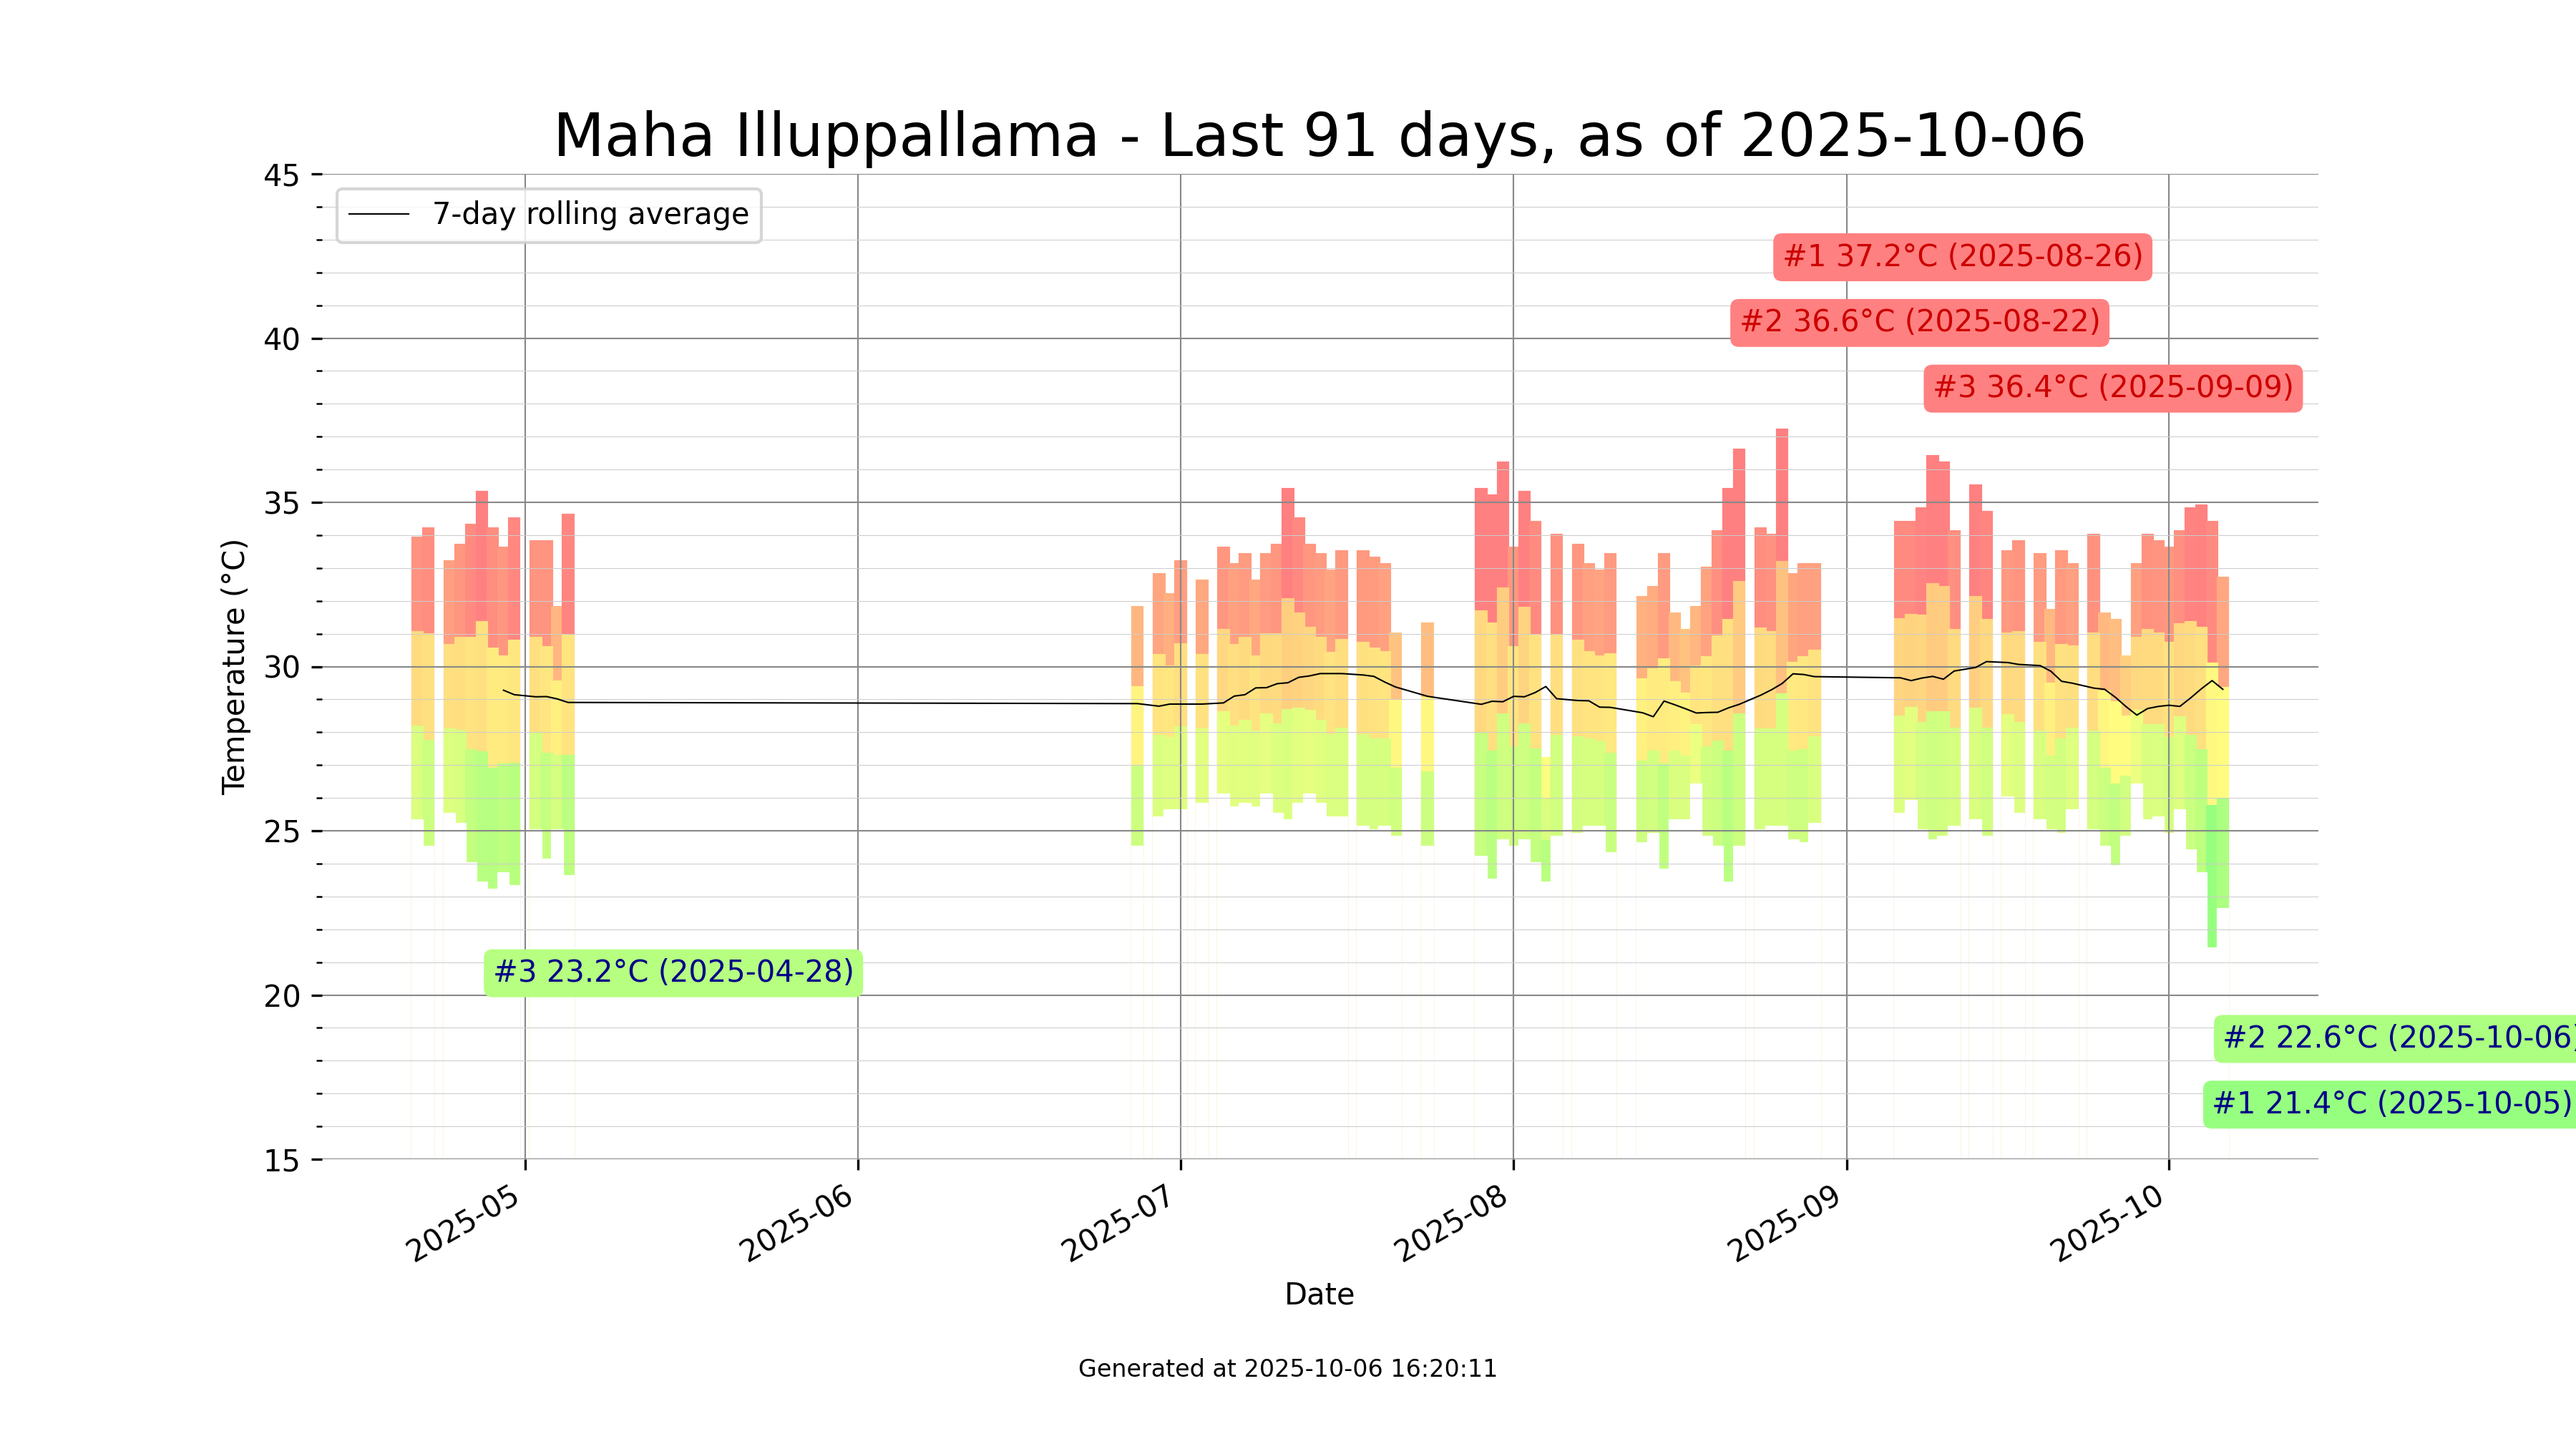 Maha Illuppallama - Last 91 days, as of 2025-10-06
45
7-day rolling average
#1 37.2°C (2025-08-26)
#2 36.6°C (2025-08-22)
40
#3 36.4°C (2025-09-09)
35
30
Temperature (°C)
25
#3 23.2°C (2025-04-28)
20
#2 22.6°C (2025-10-06)
#1 21.4°C (2025-10-05)
15
2025-05
2025-06
2025-07
2025-08
2025-09
2025-10
Date
Generated at 2025-10-06 16:20:11